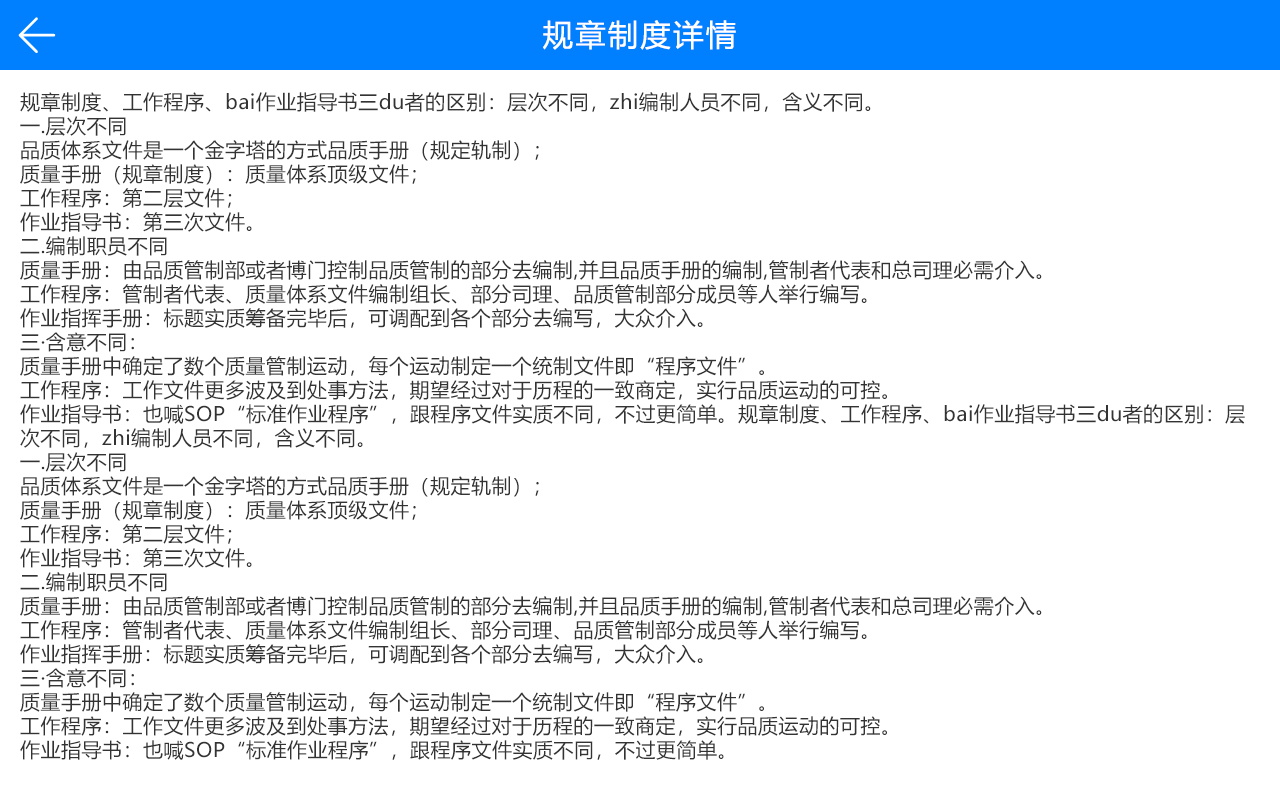 规章制度详情
规章制度、工作程序、bai作业指导书三du者的区别：层次不同，zhi编制人员不同，含义不同。
一.层次不同
品质体系文件是一个金字塔的方式品质手册（规定轨制）；
质量手册（规章制度）：质量体系顶级文件；
工作程序：第二层文件；
作业指导书：第三次文件。
二.编制职员不同
质量手册：由品质管制部或者博门控制品质管制的部分去编制,并且品质手册的编制,管制者代表和总司理必需介入。
工作程序：管制者代表、质量体系文件编制组长、部分司理、品质管制部分成员等人举行编写。
作业指挥手册：标题实质筹备完毕后，可调配到各个部分去编写，大众介入。
三·含意不同：
质量手册中确定了数个质量管制运动，每个运动制定一个统制文件即“程序文件”。
工作程序：工作文件更多波及到处事方法，期望经过对于历程的一致商定，实行品质运动的可控。
作业指导书：也喊SOP“标准作业程序”，跟程序文件实质不同，不过更简单。规章制度、工作程序、bai作业指导书三du者的区别：层
次不同，zhi编制人员不同，含义不同。
一.层次不同
品质体系文件是一个金字塔的方式品质手册（规定轨制）；
质量手册（规章制度）：质量体系顶级文件；
工作程序：第二层文件；
作业指导书：第三次文件。
二.编制职员不同
质量手册：由品质管制部或者博门控制品质管制的部分去编制,并且品质手册的编制,管制者代表和总司理必需介入。
工作程序：管制者代表、质量体系文件编制组长、部分司理、品质管制部分成员等人举行编写。
作业指挥手册：标题实质筹备完毕后，可调配到各个部分去编写，大众介入。
三·含意不同：
质量手册中确定了数个质量管制运动，每个运动制定一个统制文件即“程序文件”。
工作程序：工作文件更多波及到处事方法，期望经过对于历程的一致商定，实行品质运动的可控。
作业指导书：也喊SOP“标准作业程序”，跟程序文件实质不同，不过更简单。